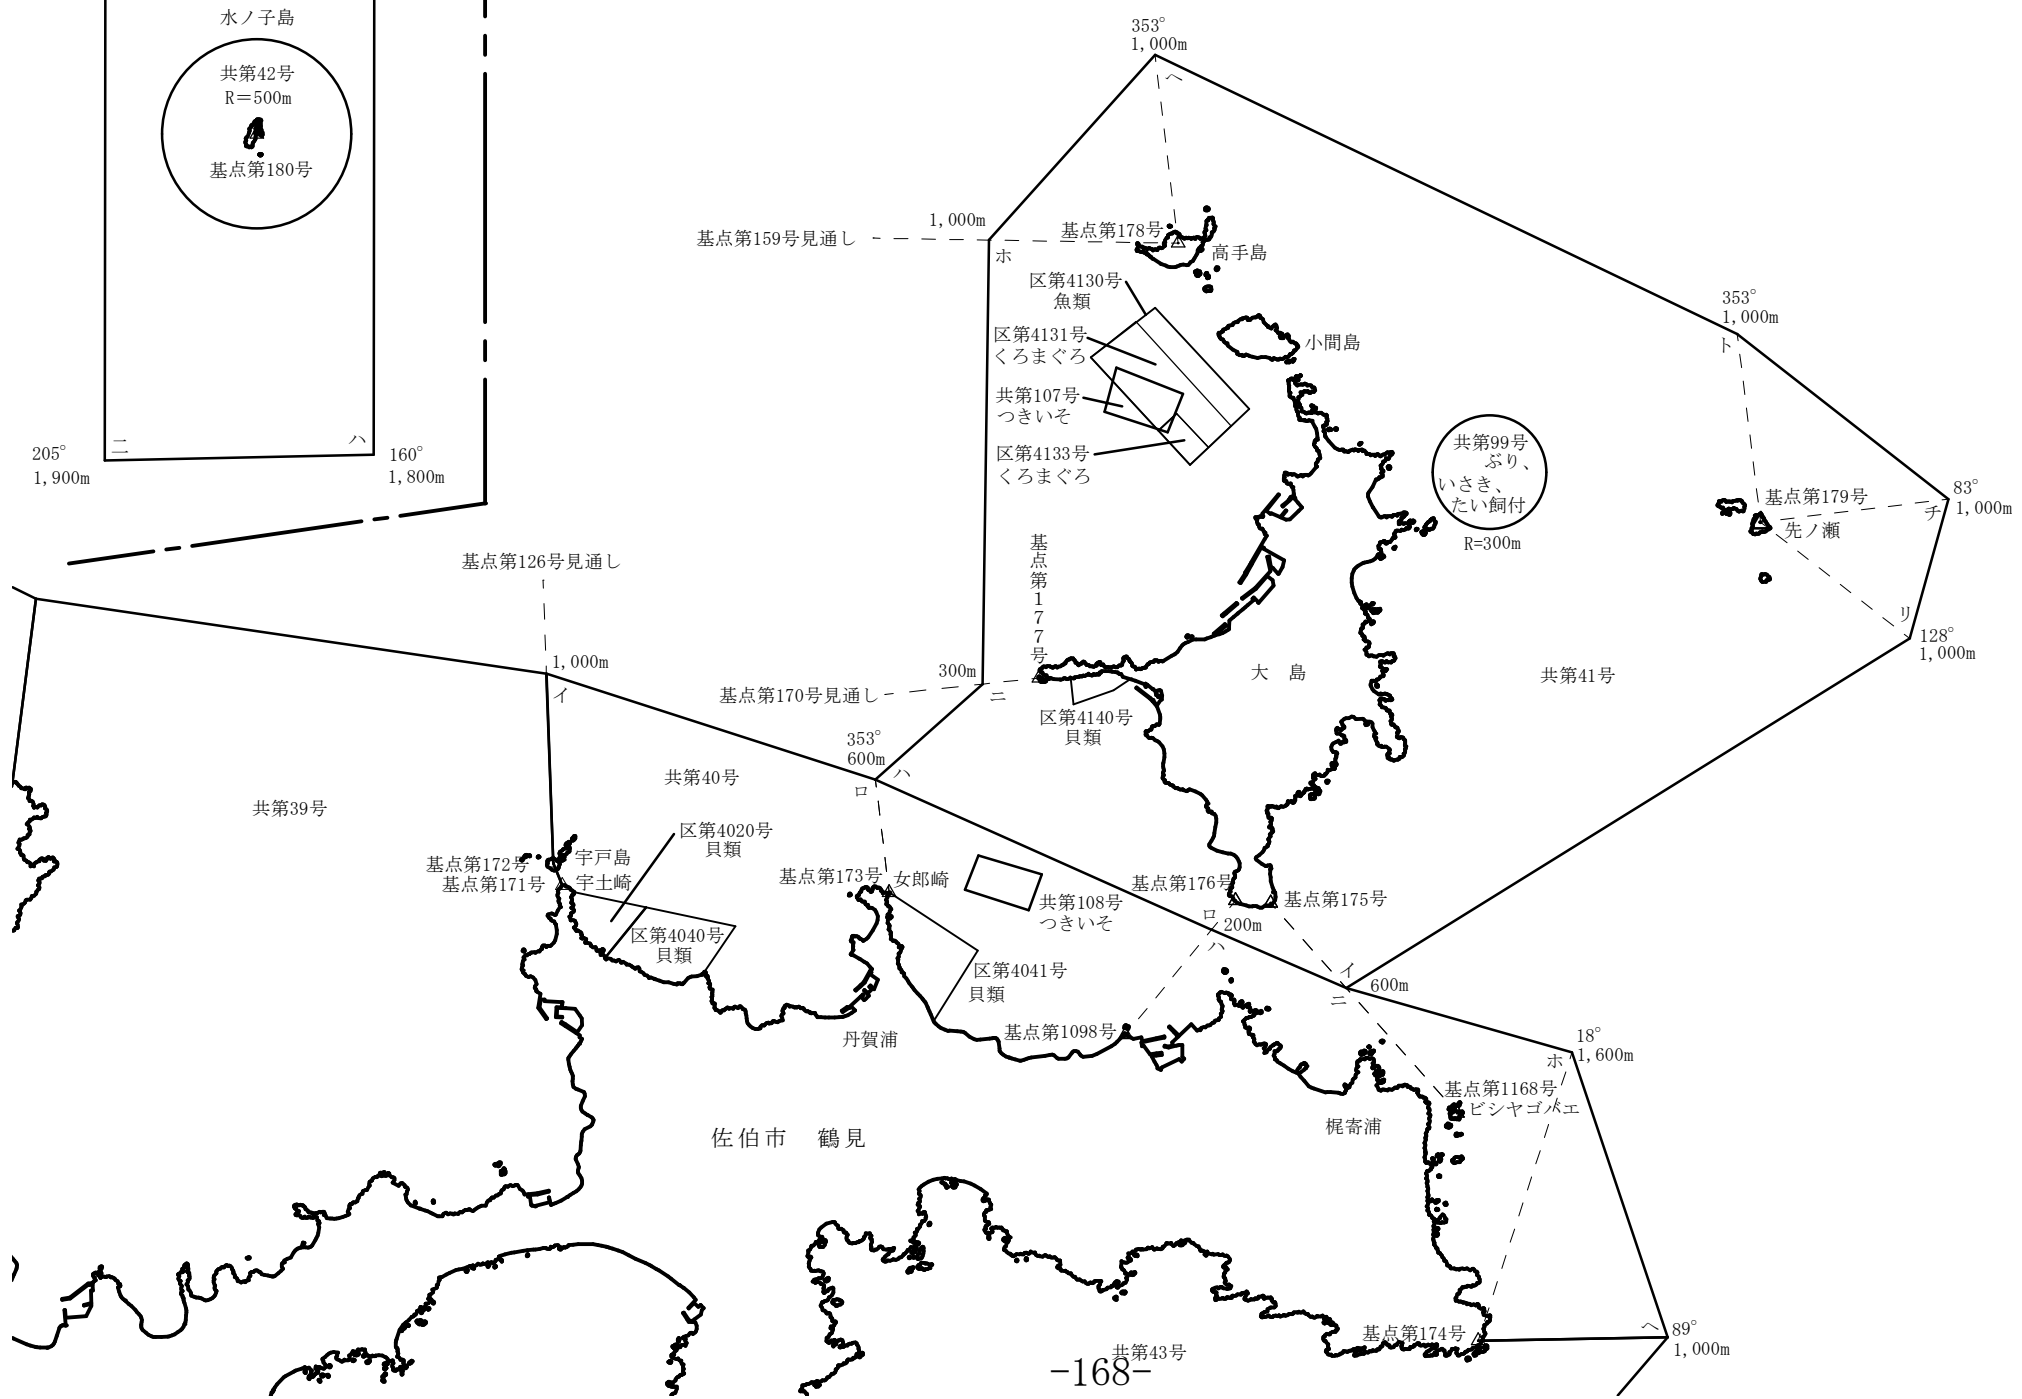 水ノ子島
共第42号
R=500m
基点第180号
ニ
ハ
205°
1,900m
160°
1,800m
353°
1,000m
ヘ
1,000m
基点第159号見通し
基点第178号
高手島
ホ
区第4130号
魚類
区第4131号
くろまぐろ
小間島
共第107号
つきいそ
区第4133号
くろまぐろ
353°
1,000m
ト
共第99号
ぶり、
いさき、
たい飼付
R=300m
基点第179号
先ノ瀬
83°
1,000m
チ
リ
128°
1,000m
基点第126号見通し
基点第177号
1,000m
イ
300m
基点第170号見通し
ニ
大 島
共第41号
区第4140号
貝類
353°
600m
ハ
ロ
共第40号
共第39号
区第4020号
貝類
基点第172号
宇戸島
基点第171号
宇土崎
基点第173号
女郎崎
区第4040号
貝類
共第108号
つきいそ
基点第176号
基点第175号
ロ
200m
ハ
区第4041号
貝類
イ
ニ
600m
丹賀浦
基点第1098号
18°
1,600m
ホ
基点第1168号
ビシヤゴバエ
梶寄浦
佐伯市 鶴見
基点第174号
ヘ
89°
1,000m
共第43号
-168-